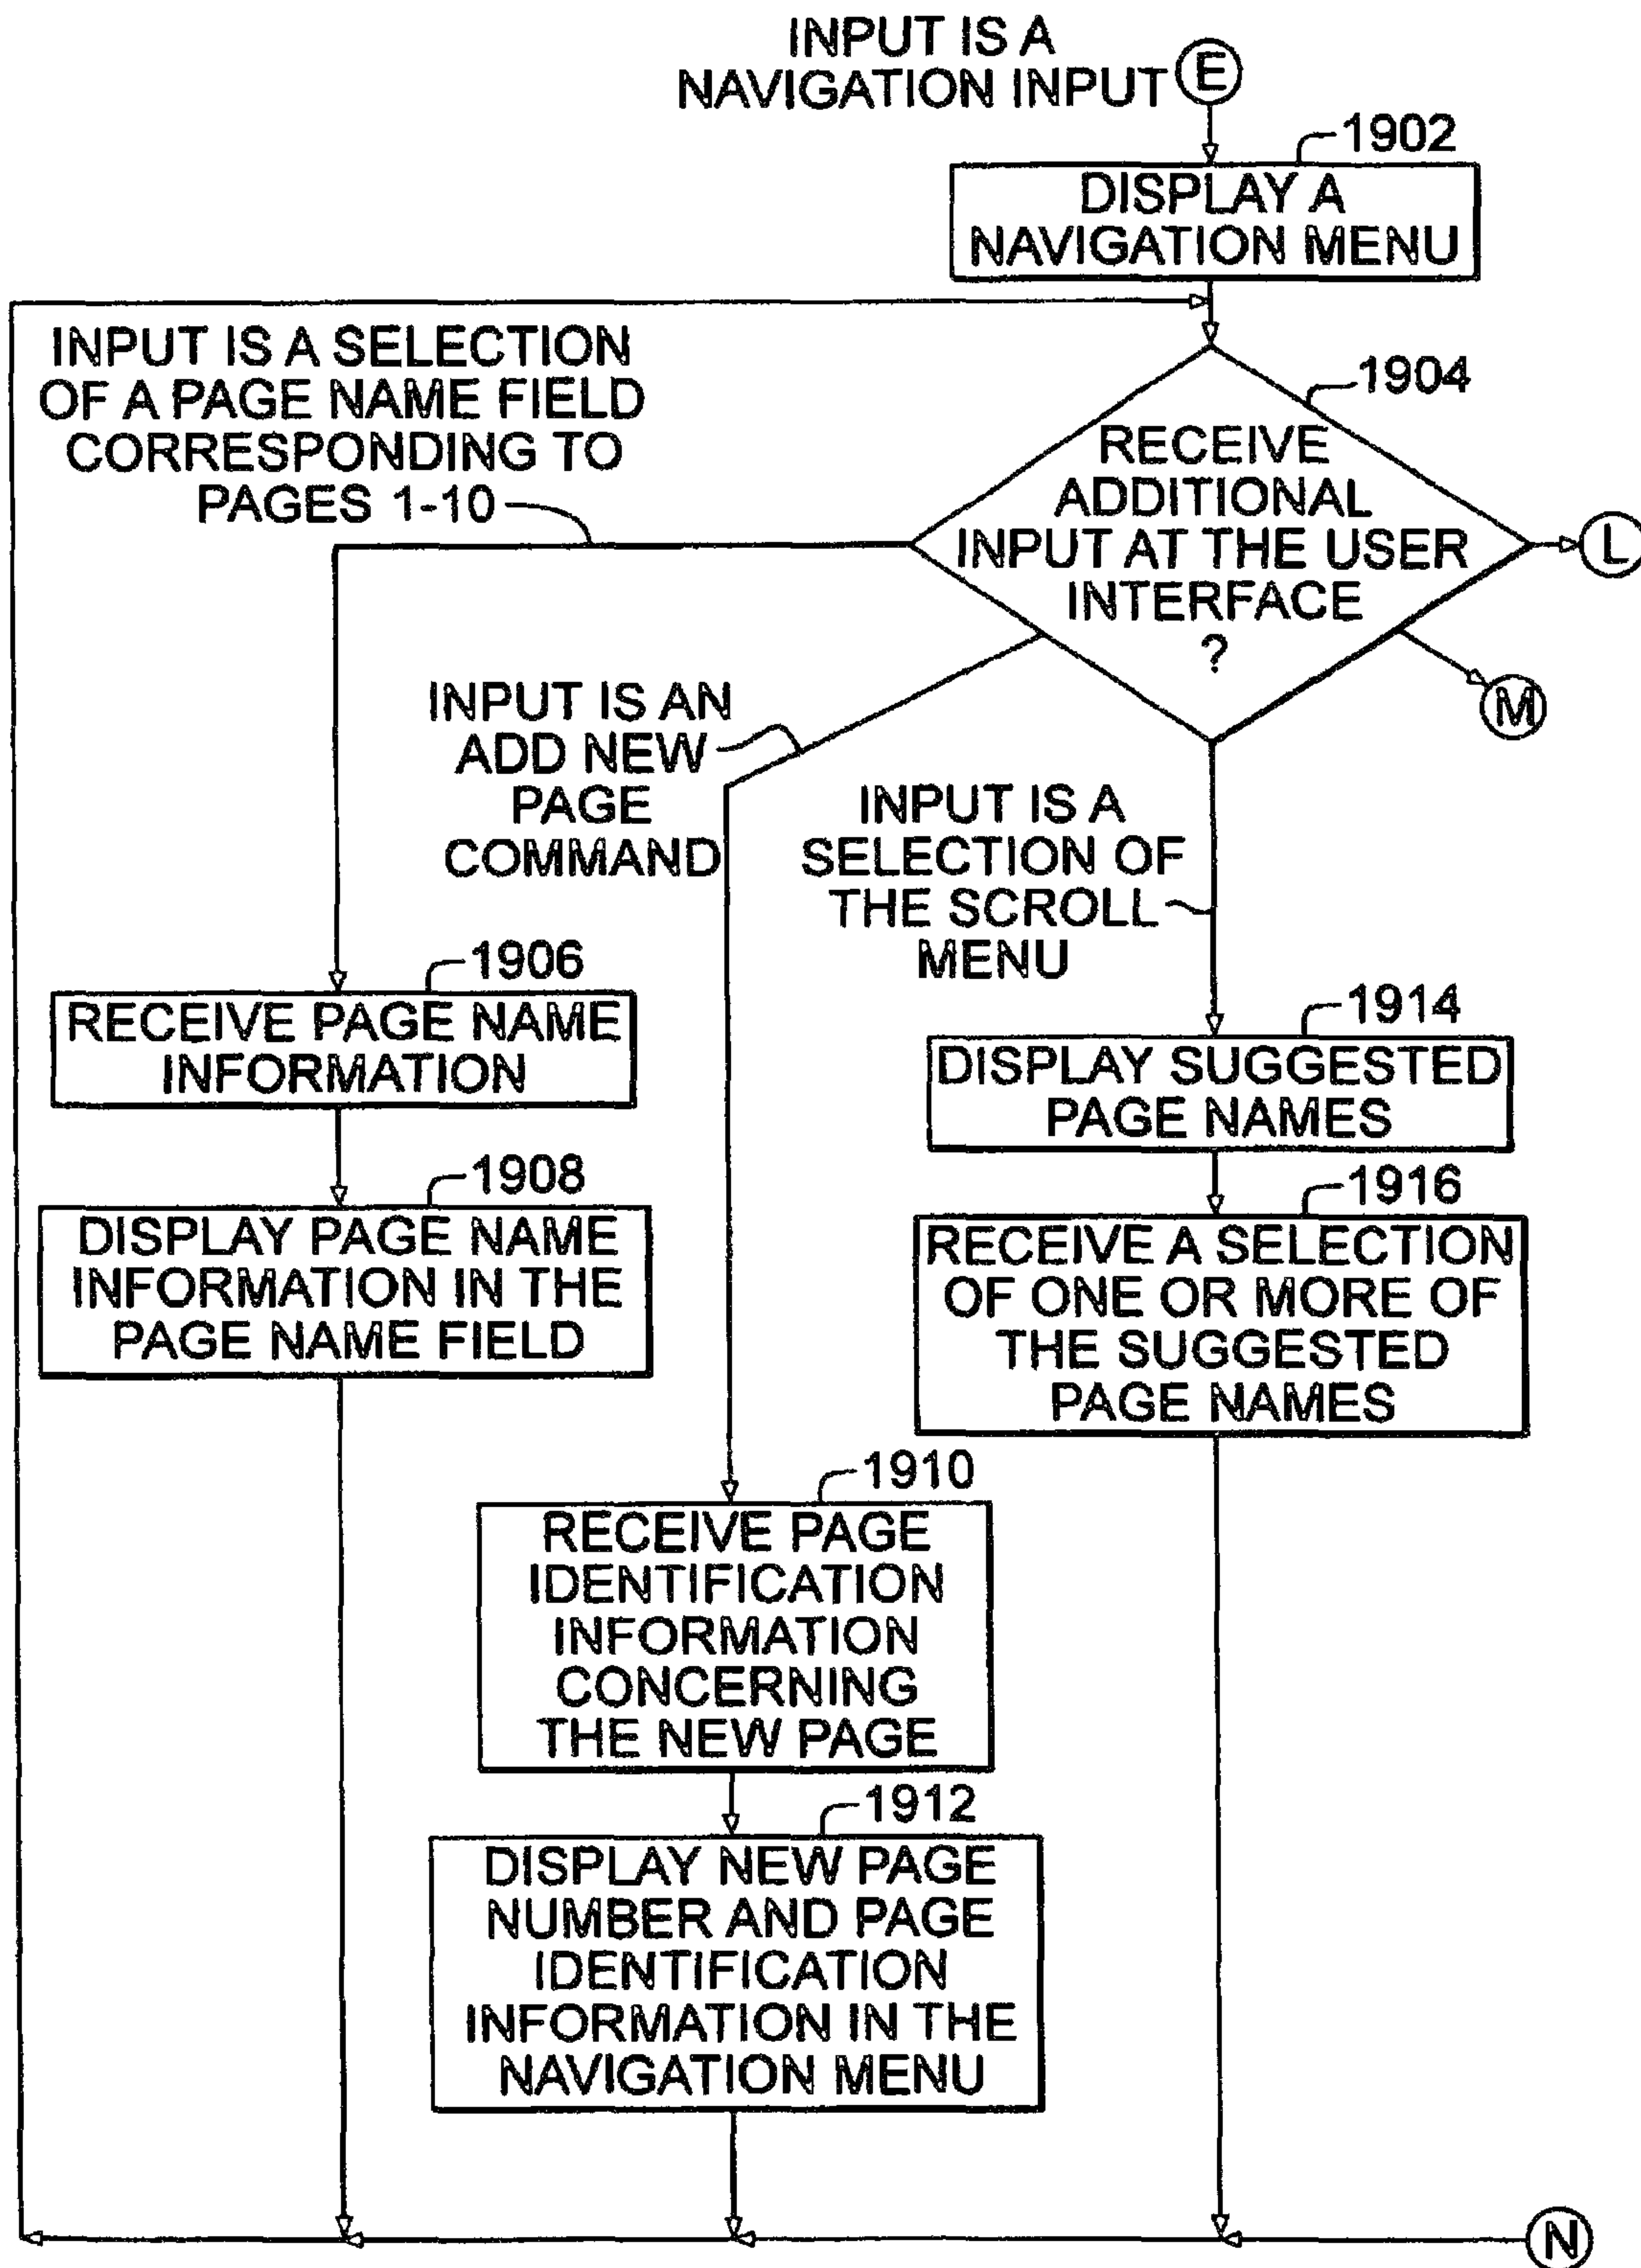 INPUT IS A
NAVIGATION INPUT
E
1902
DISPLAY A
NAVIGATION MENU
INPUT IS A SELECTION
OF A PAGE NAME FIELD
CORRESPONDING TO
PAGES 1-10
1904
RECEIVE
ADDITIONAL
INPUT AT THE USER
INTERFACE
?
L
M
INPUT IS AN
ADD NEW
PAGE
COMMAND
INPUT IS A
SELECTION OF
THE SCROLL
MENU
1906
RECEIVE PAGE NAME
INFORMATION
1908
DISPLAY PAGE NAME
INFORMATION IN THE
PAGE NAME FIELD
1914
DISPLAY SUGGESTED
PAGE NAMES
1916
RECEIVE A SELECTION
OF ONE OR MORE OF
THE SUGGESTED
PAGE NAMES
1910
RECEIVE PAGE
IDENTIFICATION
INFORMATION
CONCERNING
THE NEW PAGE
1912
DISPLAY NEW PAGE
NUMBER AND PAGE
IDENTIFICATION
INFORMATION IN THE
NAVIGATION MENU
N